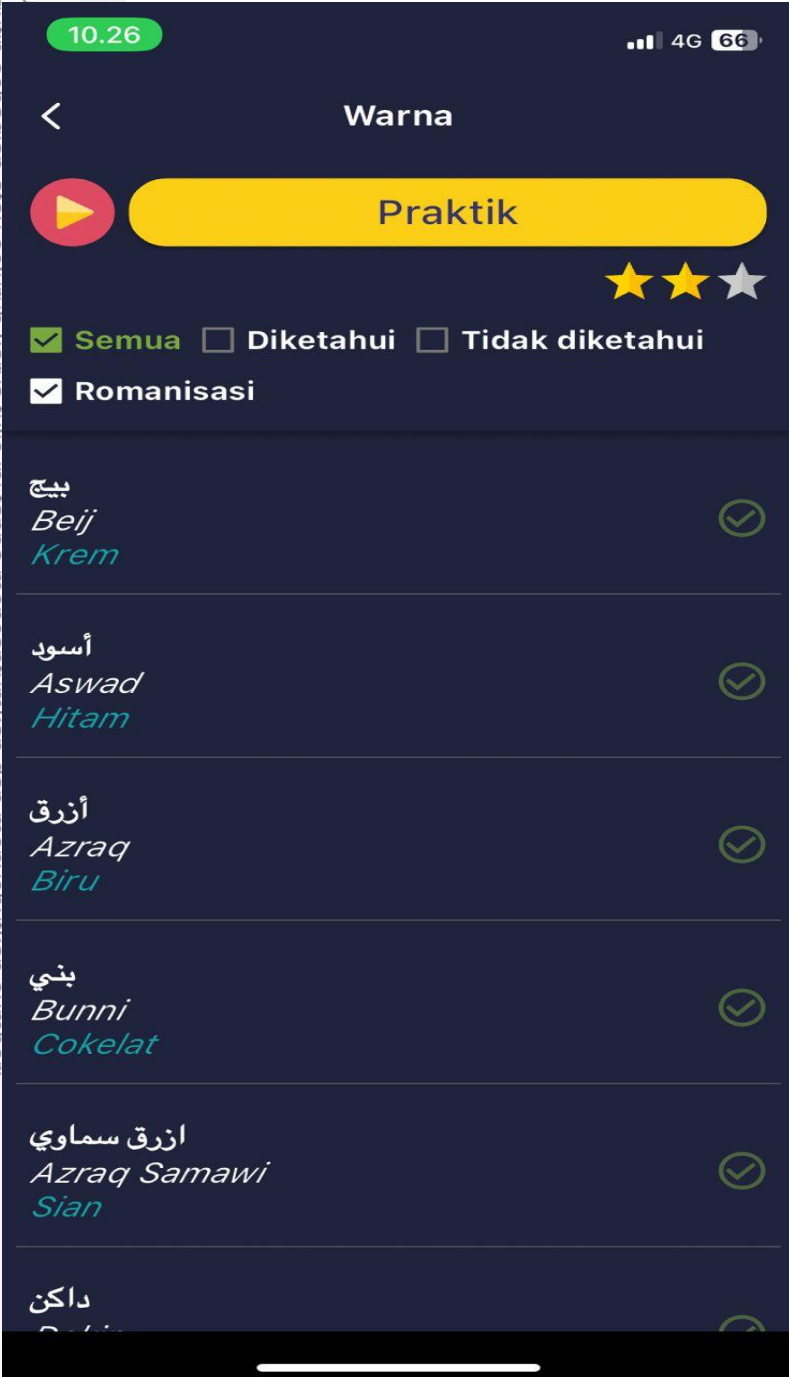 10.26
4G 66
Warna
Praktik
Semua Diketahui Tidak diketahui
Romanisasi
بيج
Beij
Krem
أسود
Aswad
Hitam
أزرق
Azraq
Biru
بني
Bunni
Cokelat
ازرق سماوي
Azraq Samawi
Sian
داكن